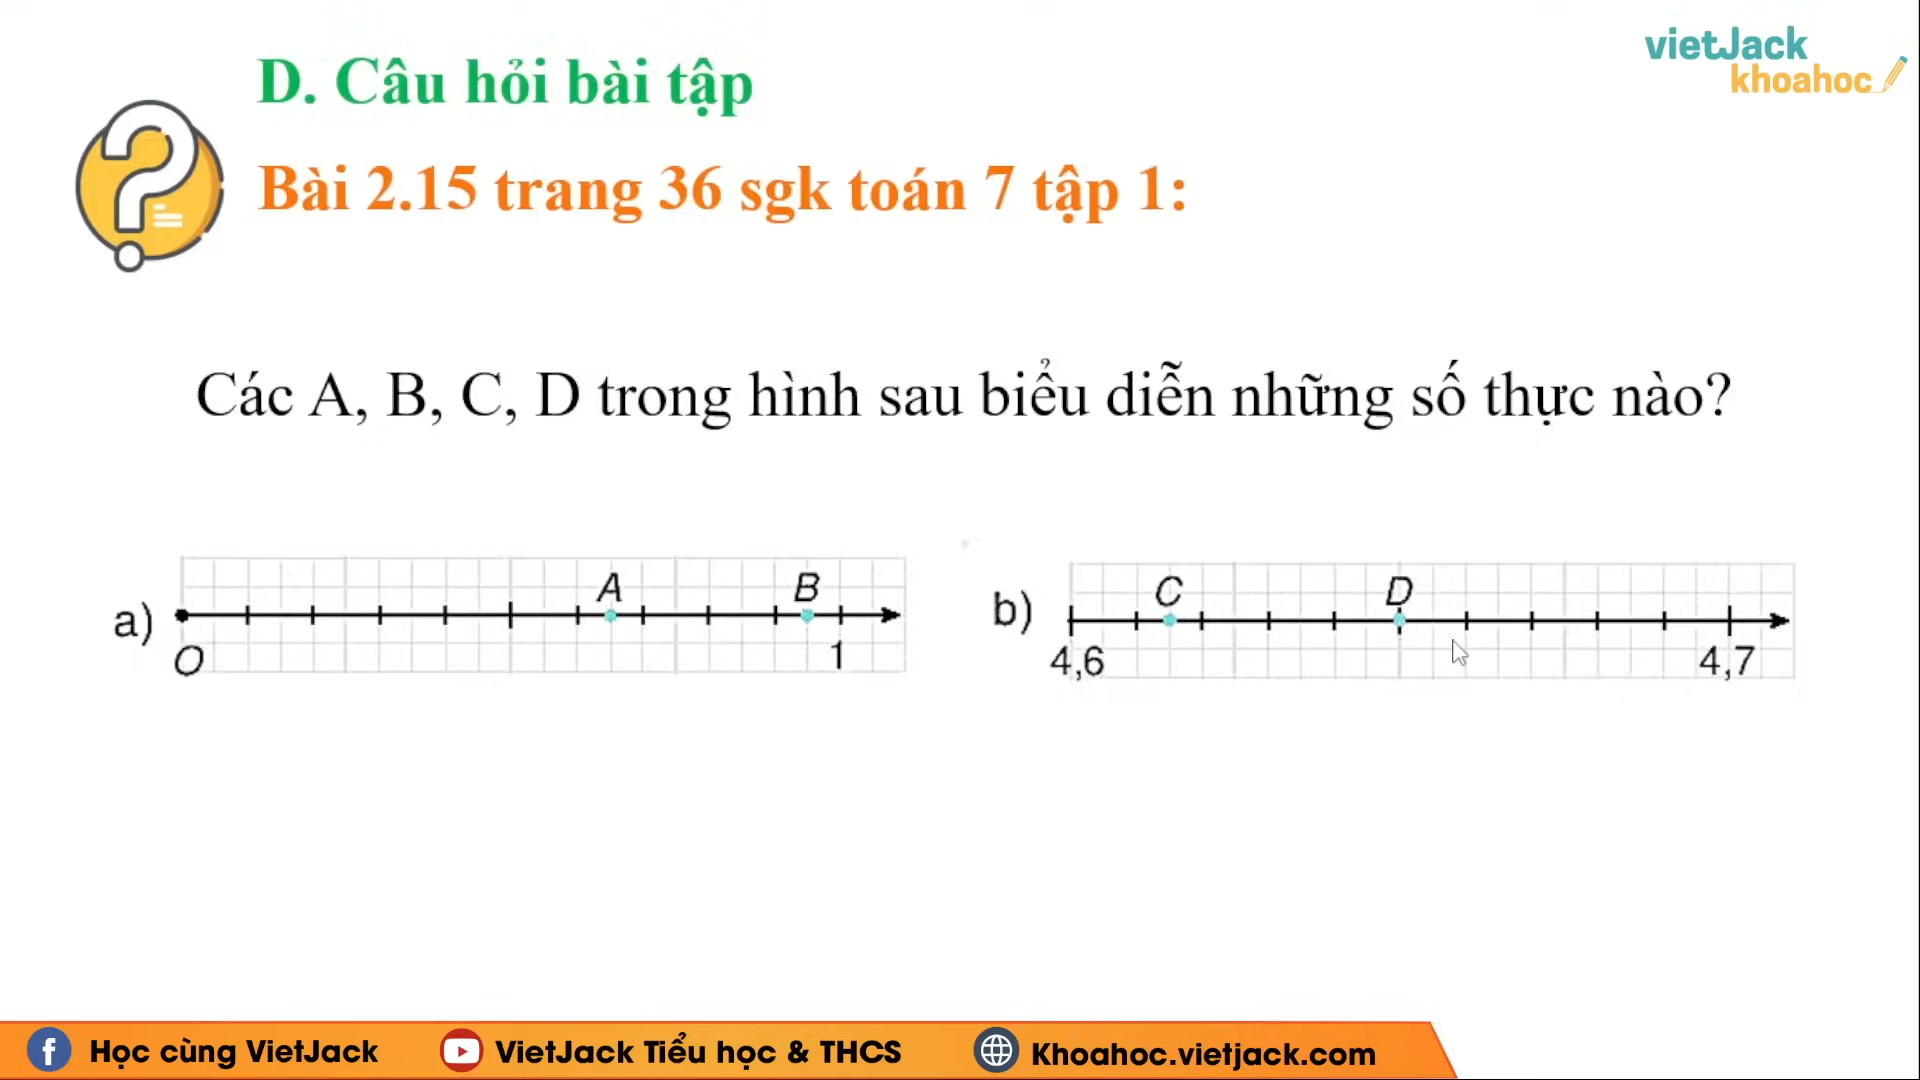 vietJack
khoahoc
D. Câu hỏi bài tập
Bài 2.15 trang 36 sgk toán 7 tập 1:
Các A, B, C, D trong hình sau biểu diễn những số thực nào?
a)
A
B
O
1
b)
C
D
4,6
4,7
Học cùng VietJack
VietJack Tiểu học & THCS
Khoahoc.vietjack.com